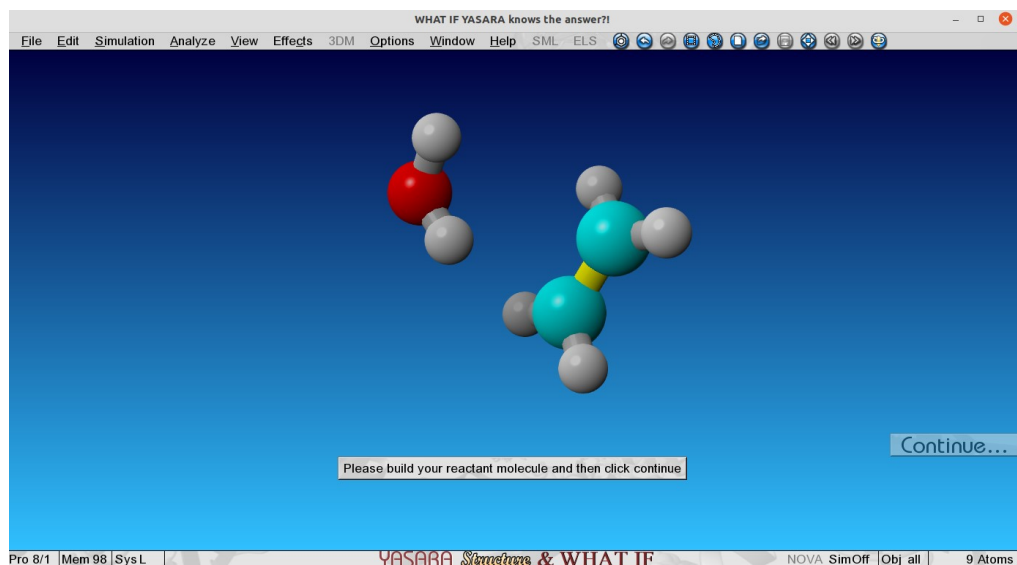 WHAT IF YASARA knows the answer?!
File Edit Simulation Analyze View Effects 3DM Options Window Help SML ELS
Continue...
Please build your reactant molecule and then click continue
Pro 8/1 Mem 98 Sys L YASARA Structure & WHAT IF NOVA SimOff Obj all 9 Atoms